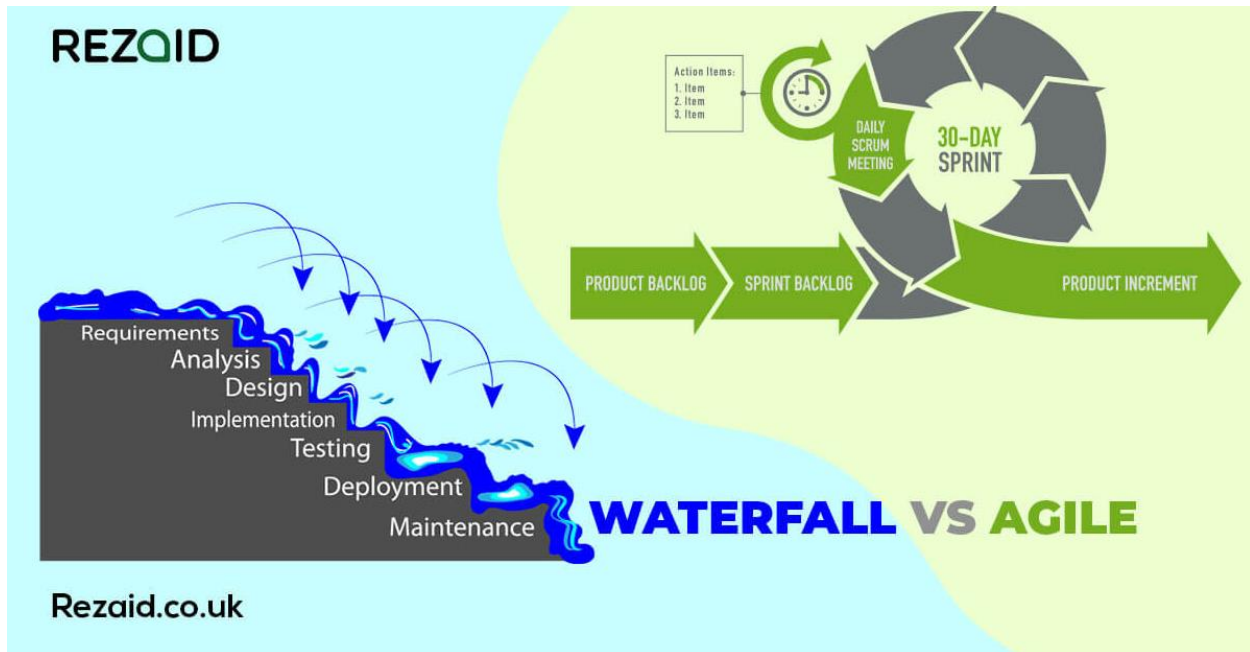 REZAID
Action Items:
1. Item
2. Item
3. Item
DAILY
SCRUM
MEETING
30-DAY
SPRINT
PRODUCT BACKLOG
SPRINT BACKLOG
PRODUCT INCREMENT
Requirements
Analysis
Design
Implementation
Testing
Deployment
Maintenance
WATERFALL VS AGILE
Rezaid.co.uk